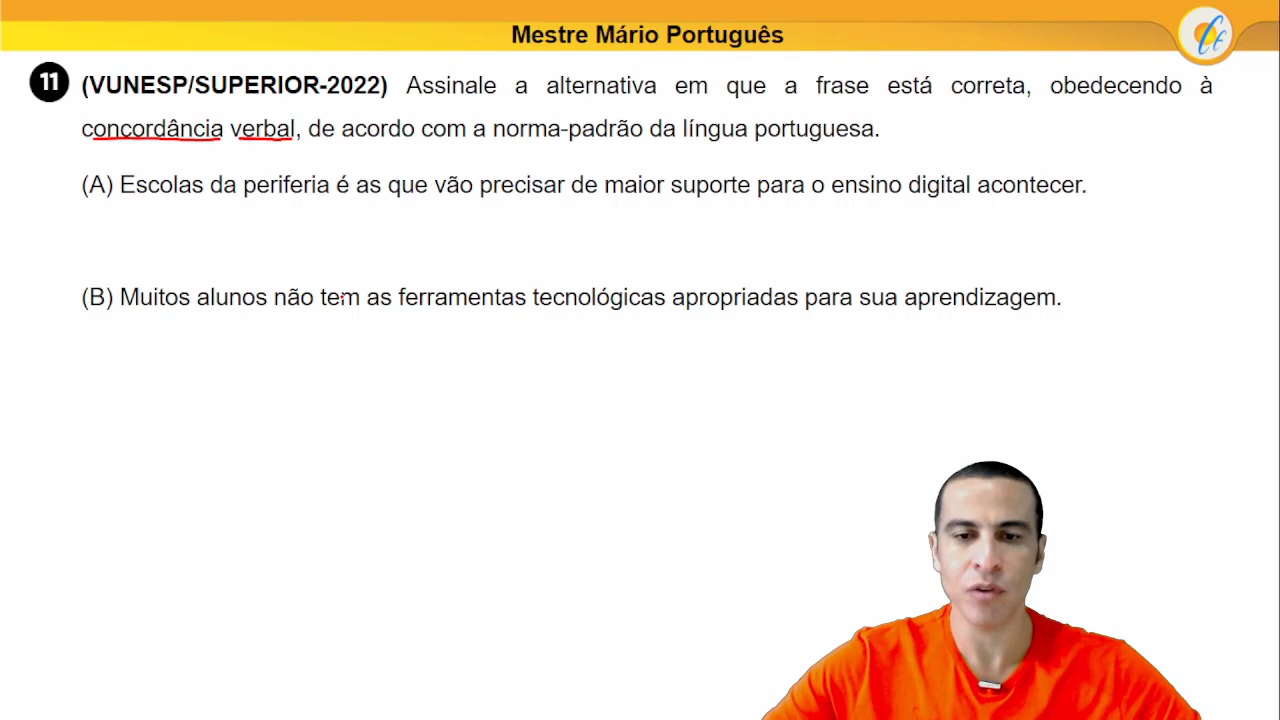 Mestre Mário Português
11 (VUNESP/SUPERIOR-2022) Assinale a alternativa em que a frase está correta, obedecendo à
concordância verbal, de acordo com a norma-padrão da língua portuguesa.
(A) Escolas da periferia é as que vão precisar de maior suporte para o ensino digital acontecer.
(B) Muitos alunos não tem as ferramentas tecnológicas apropriadas para sua aprendizagem.